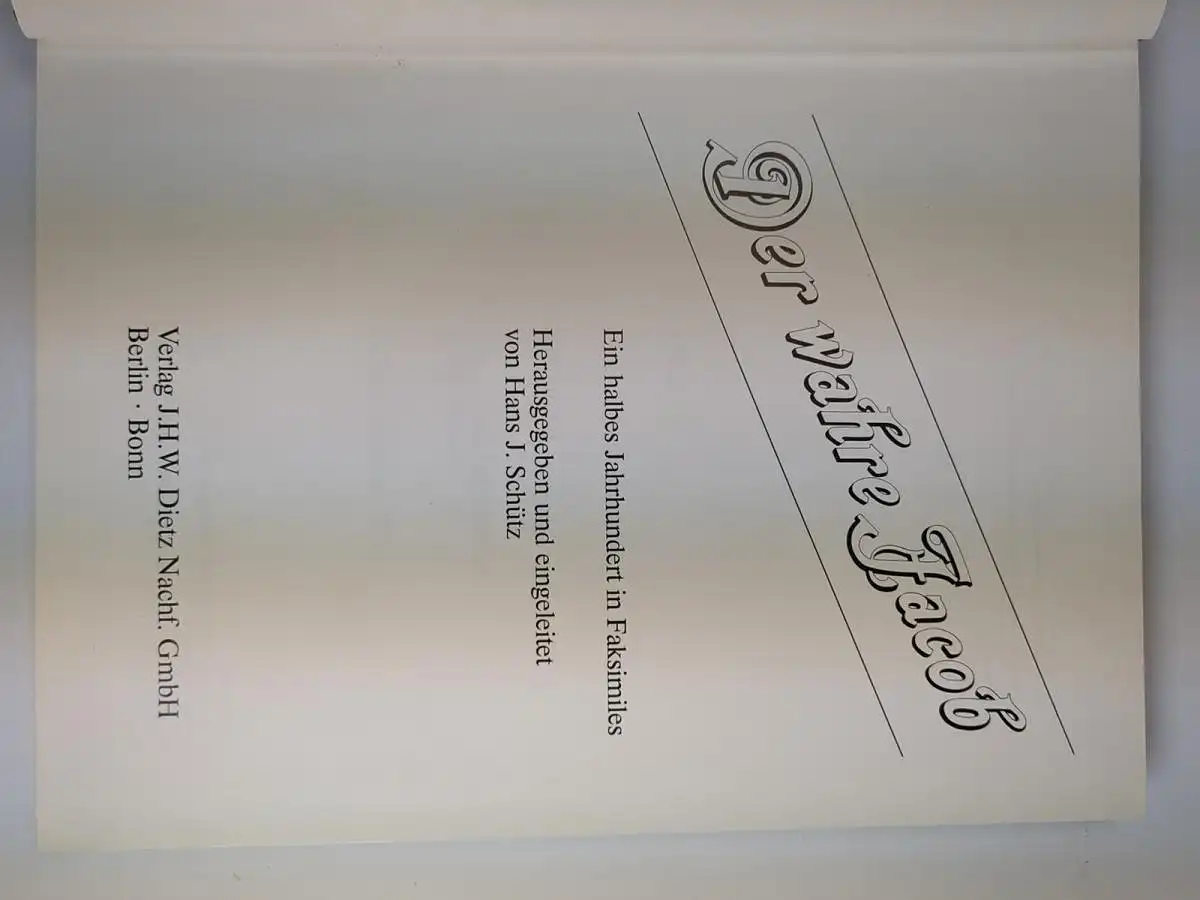 Der wahre Jacob
Ein halbes Jahrhundert in Faksimiles
Herausgegeben und eingeleitet
von Hans J. Schütz
Verlag J.H.W. Dietz Nachf. GmbH
Berlin · Bonn